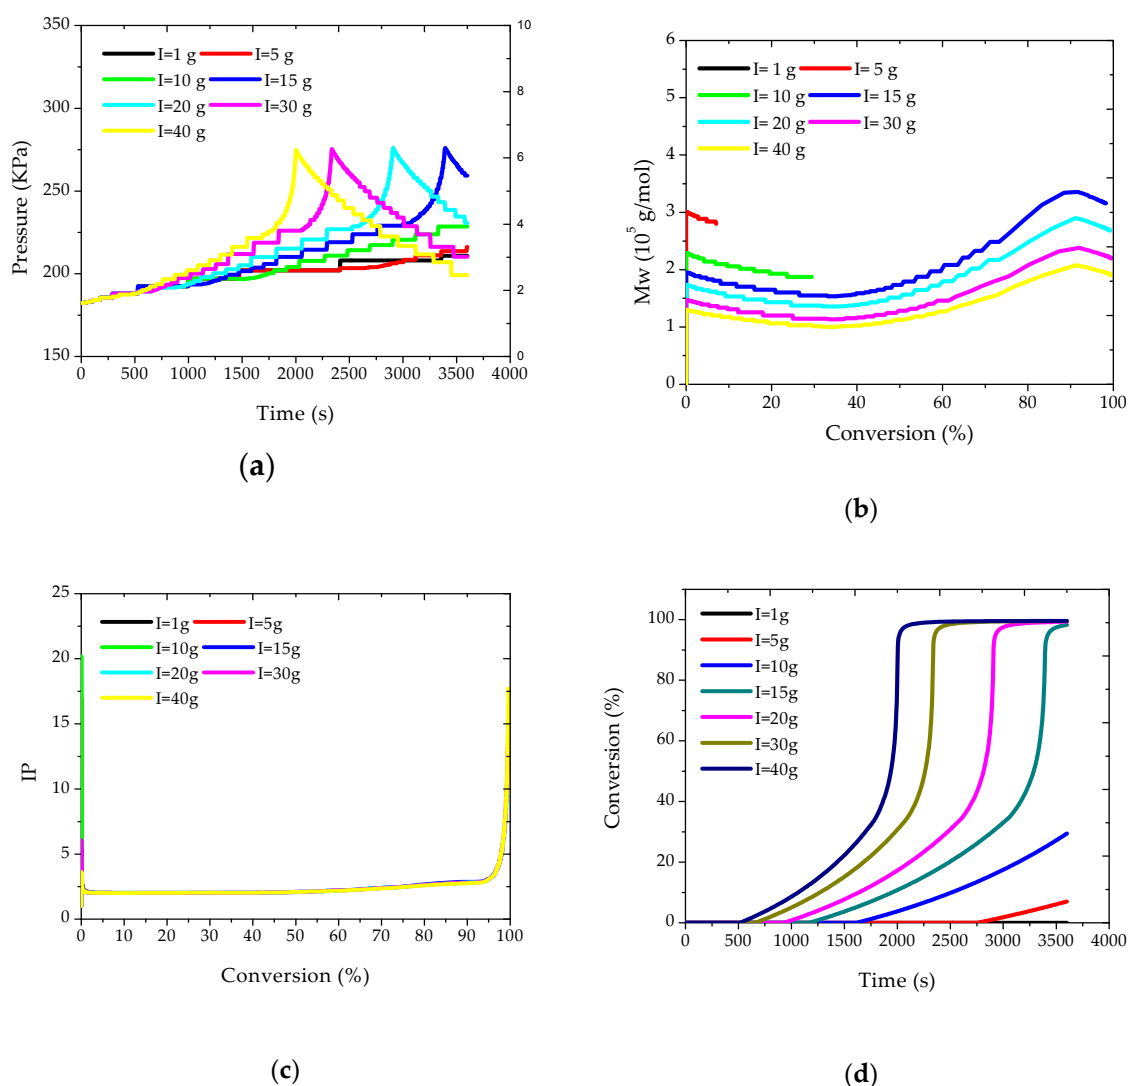 350
300
250
200
150
Pressure (KPa)
10
8
6
4
2
0
I=1 g
I=5 g
I=10 g
I=15 g
I=20 g
I=30 g
I=40 g
0 500 1000 1500 2000 2500 3000 3500 4000
Time (s)
(a)
6
5
4
3
2
1
0
Mw (10⁵ g/mol)
I= 1 g
I= 5 g
I= 10 g
I= 15 g
I= 20 g
I= 30 g
I= 40 g
0 20 40 60 80 100
Conversion (%)
(b)
25
20
15
10
5
0
IP
I=1g
I=5g
I=10g
I=15g
I=20g
I=30g
I=40g
0 10 20 30 40 50 60 70 80 90 100
Conversion (%)
(c)
100
80
60
40
20
0
Conversion (%)
I=1g
I=5g
I=10g
I=15g
I=20g
I=30g
I=40g
0 500 1000 1500 2000 2500 3000 3500 4000
Time (s)
(d)